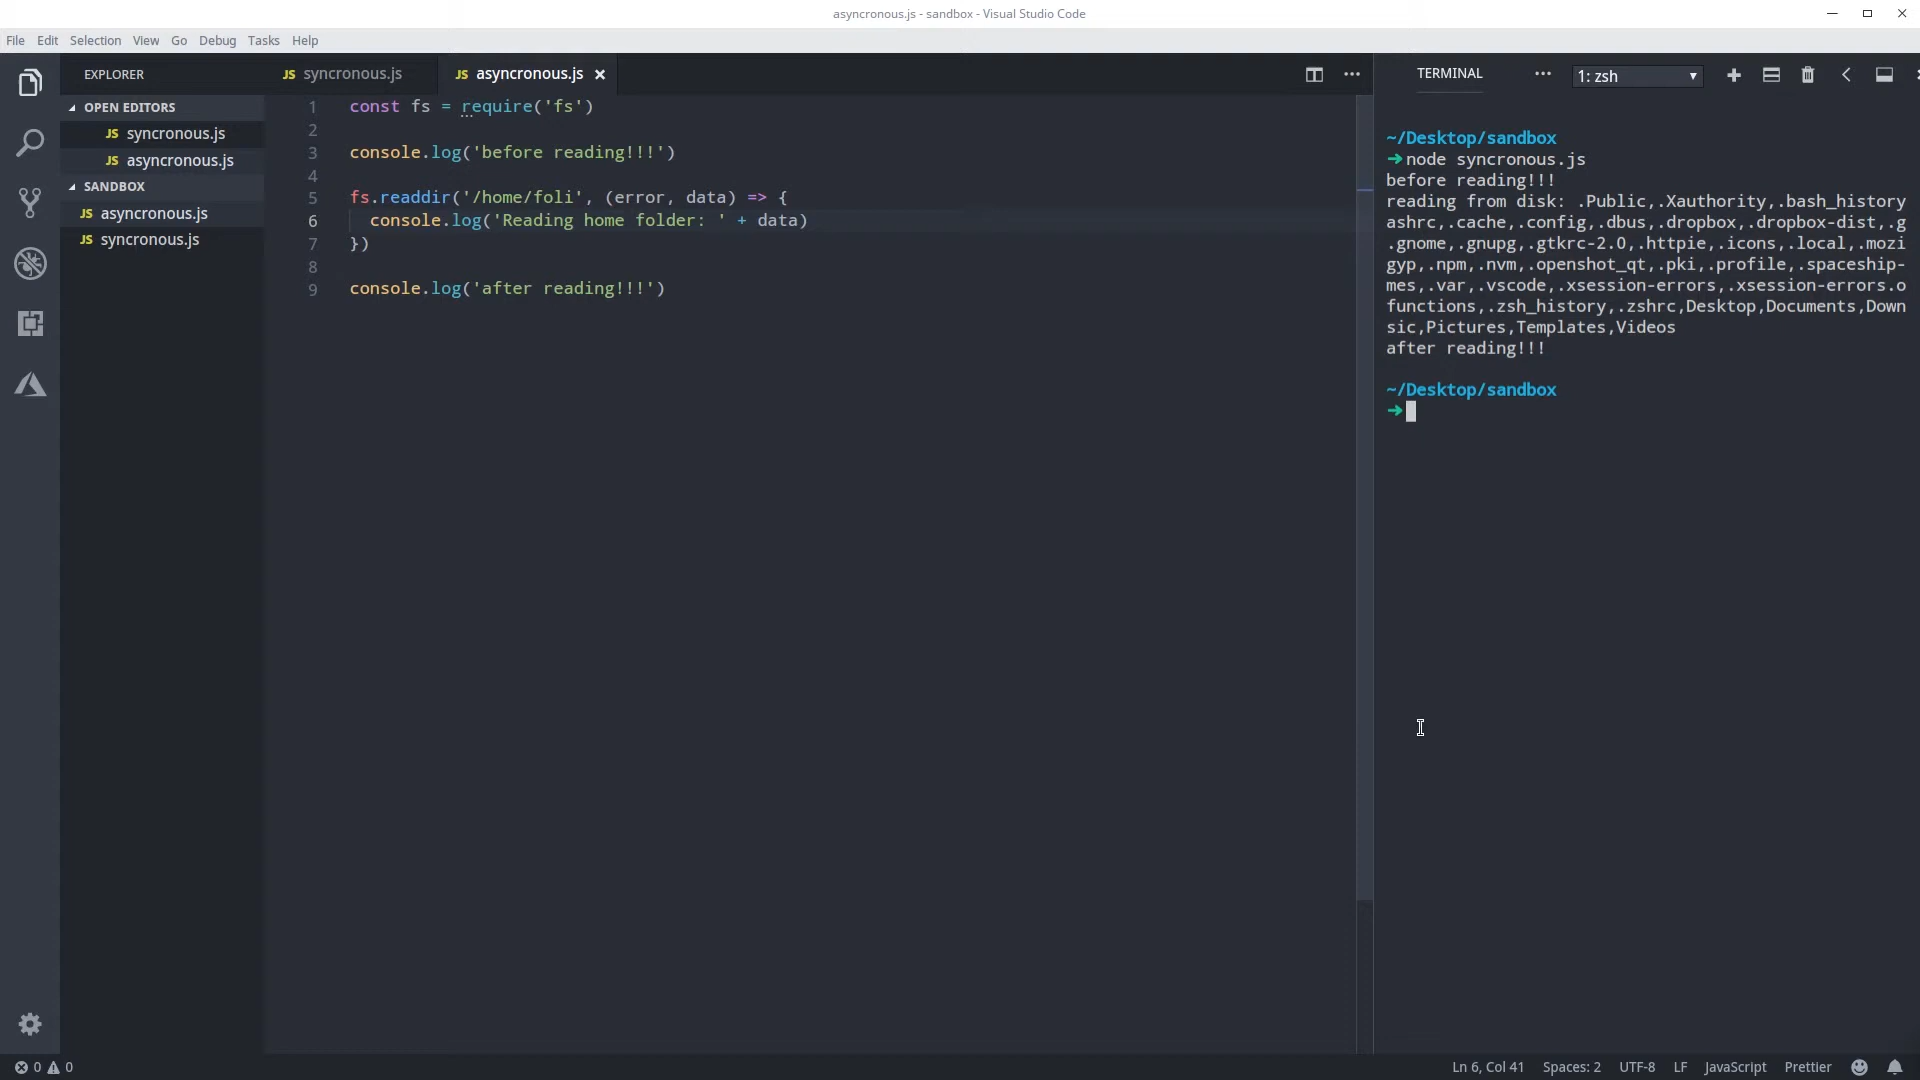 asyncronous.js - sandbox - Visual Studio Code
File Edit Selection View Go Debug Tasks Help
EXPLORER
OPEN EDITORS
JS syncronous.js
JS asyncronous.js
SANDBOX
JS asyncronous.js
JS syncronous.js
JS syncronous.js JS asyncronous.js
1 const fs = require('fs')
2
3 console.log('before reading!!!')
4
5 fs.readdir('/home/foli', (error, data) => {
6 console.log('Reading home folder: ' + data)
7 })
8
9 console.log('after reading!!!')
TERMINAL ··· 1: zsh
~/Desktop/sandbox
➜ node syncronous.js
before reading!!!
reading from disk: .Public,.Xauthority,.bash_history
ashrc,.cache,.config,.dbus,.dropbox,.dropbox-dist,.g
.gnome,.gnupg,.gtkrc-2.0,.httpie,.icons,.local,.mozi
gyp,.npm,.nvm,.openshot_qt,.pki,.profile,.spaceship-
mes,.var,.vscode,.xsession-errors,.xsession-errors.o
functions,.zsh_history,.zshrc,Desktop,Documents,Down
sic,Pictures,Templates,Videos
after reading!!!
~/Desktop/sandbox
➜
0 0
Ln 6, Col 41 Spaces: 2 UTF-8 LF JavaScript Prettier